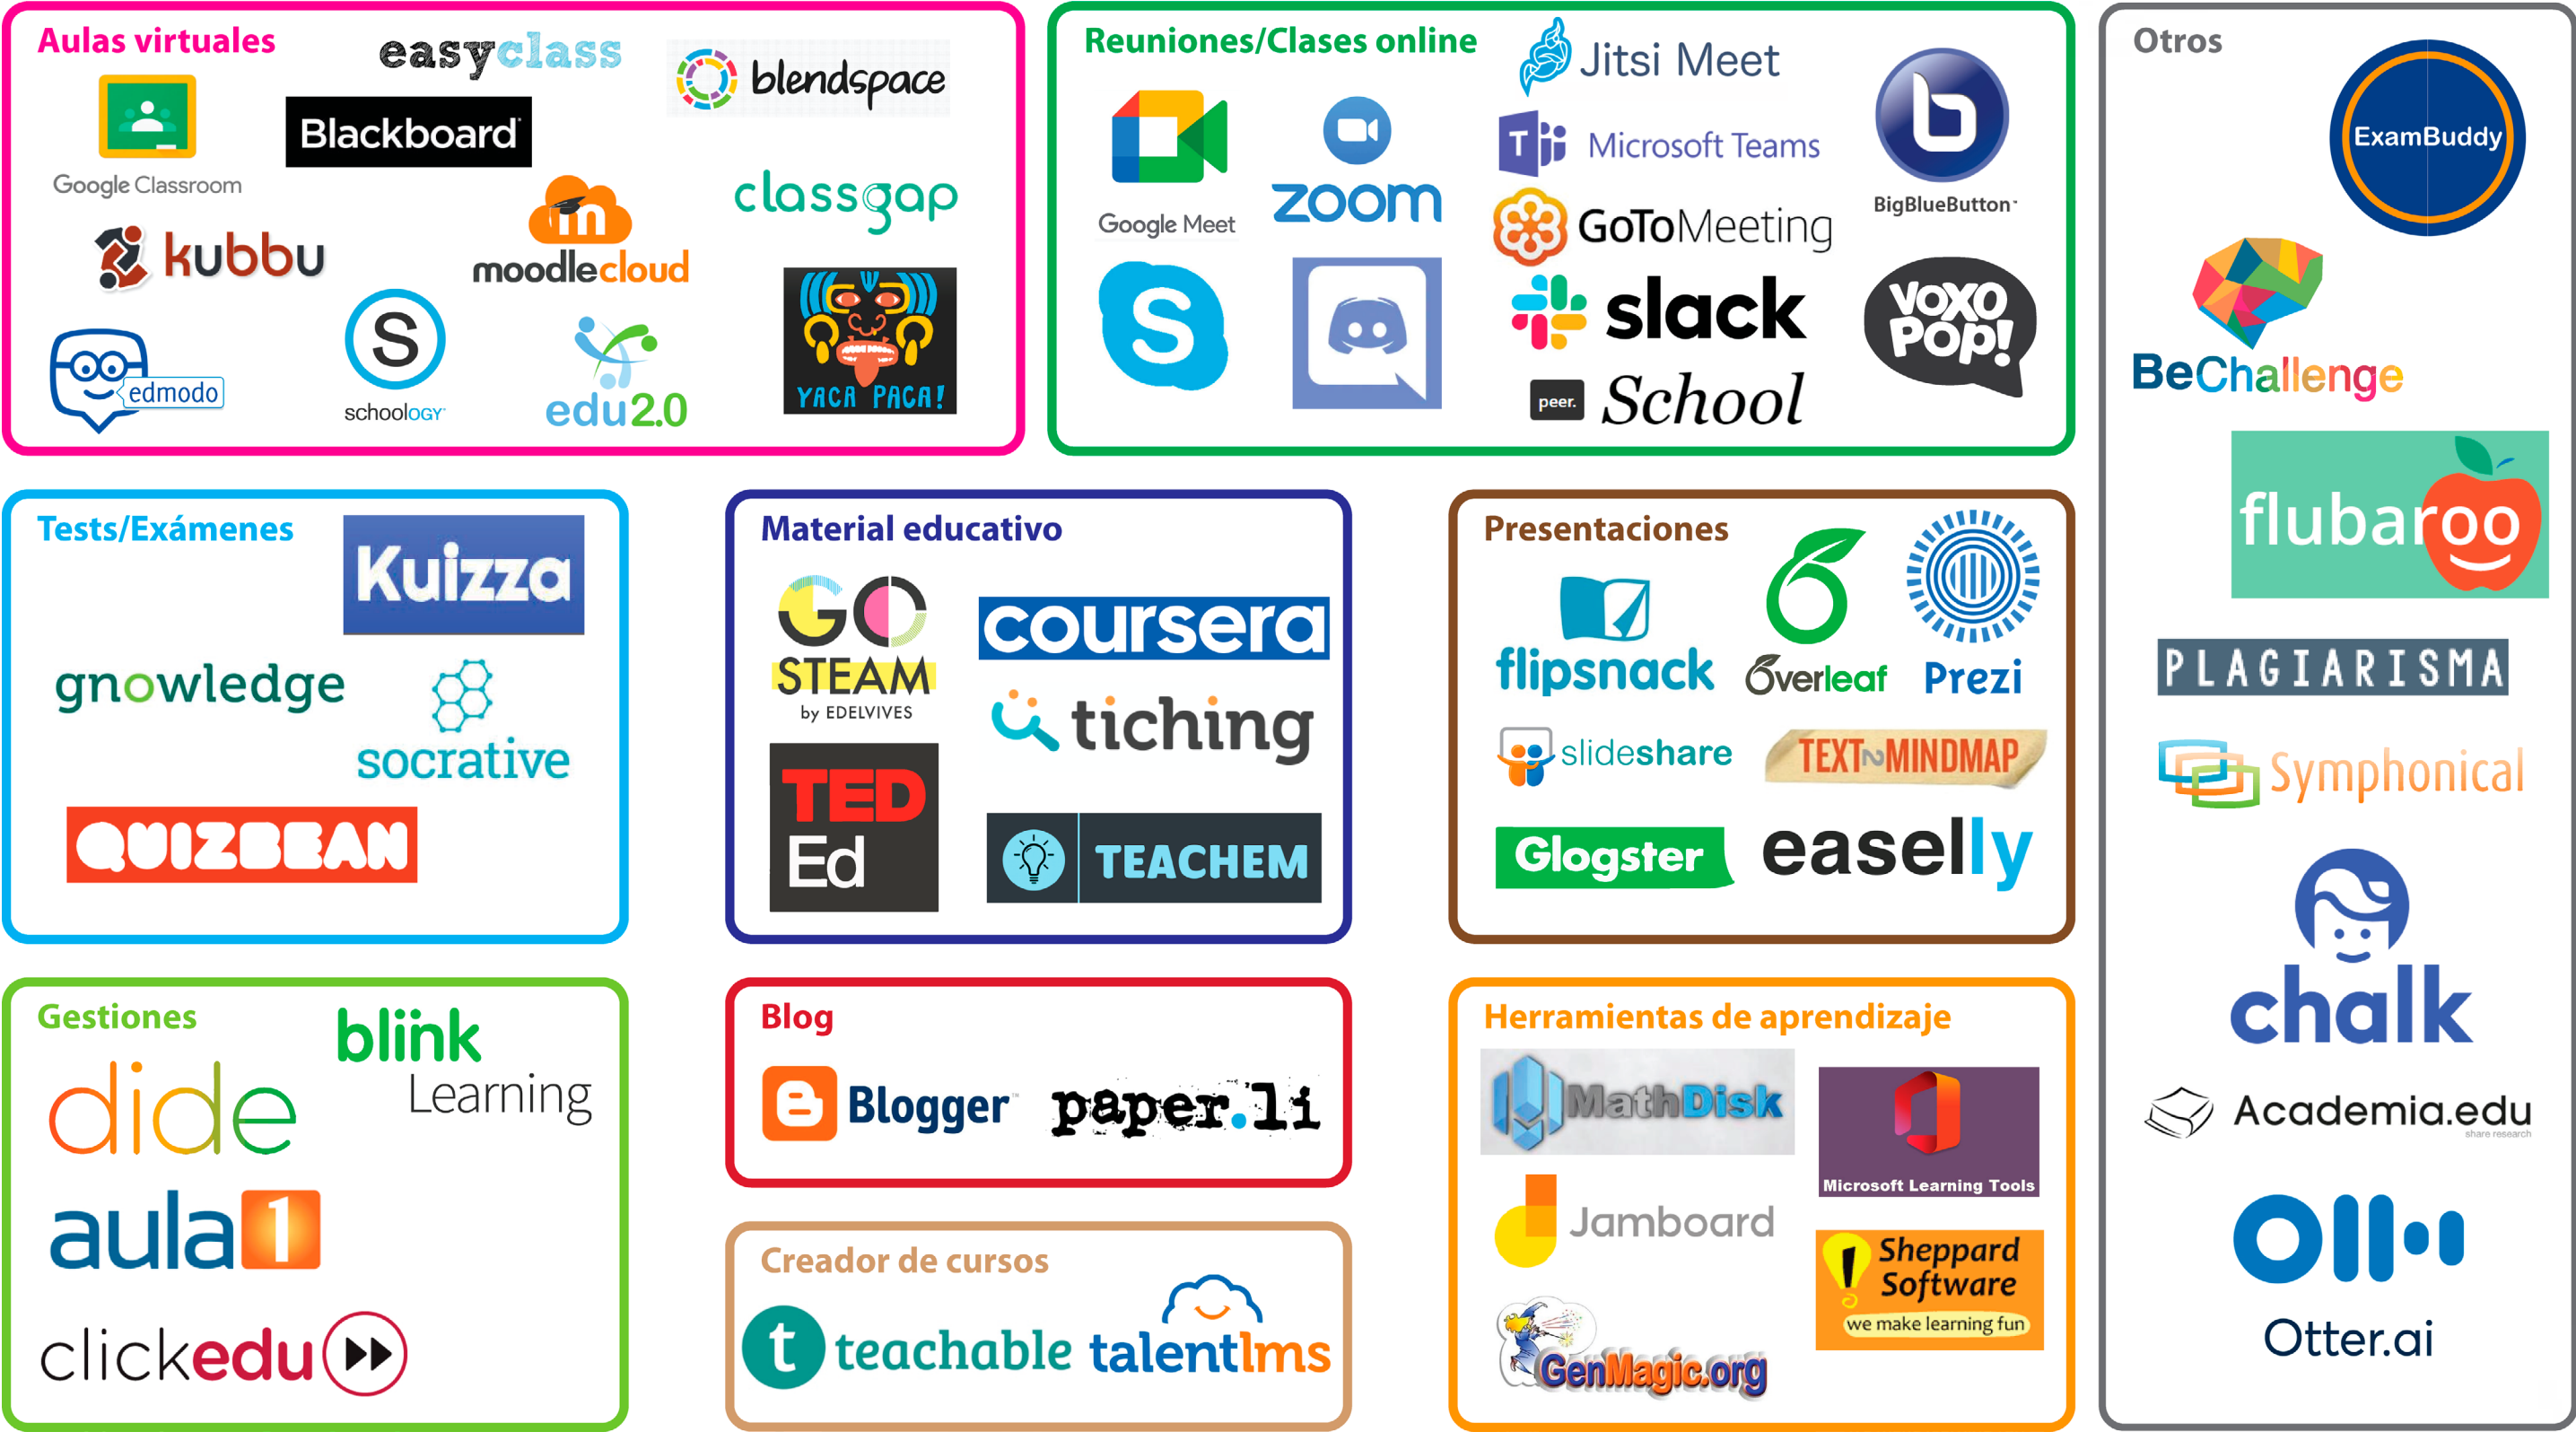 Aulas virtuales
easyclass
blendspace
Google Classroom
Blackboard
classgap
kubbu
m
moodlecloud
edmodo
S
schoology
edu2.0
YACA PACA!
Reuniones/Clases online
Google Meet
zoom
Jitsi Meet
T
Microsoft Teams
GoToMeeting
b
BigBlueButton™
S
slack
peer. School
VOXO
POP!
Tests/Exámenes
Kuizza
gnowledge
socrative
QUIZBEAN
Material educativo
GO
STEAM
by EDELVIVES
coursera
tiching
TED
Ed
TEACHEM
Presentaciones
flipsnack
Overleaf
Prezi
slideshare
TEXT2MINDMAP
Glogster
easelly
Gestiones
blink
Learning
dide
aula1
clickedu
Blog
B
Blogger™
paper.li
Creador de cursos
t
teachable
talentlms
Herramientas de aprendizaje
MathDisk
Microsoft Learning Tools
Jamboard
Sheppard
Software
we make learning fun
GenMagic.org
Otros
ExamBuddy
BeChallenge
flubaroo
PLAGIARISMA
Symphonical
chalk
Academia.edu
share research
Otter.ai